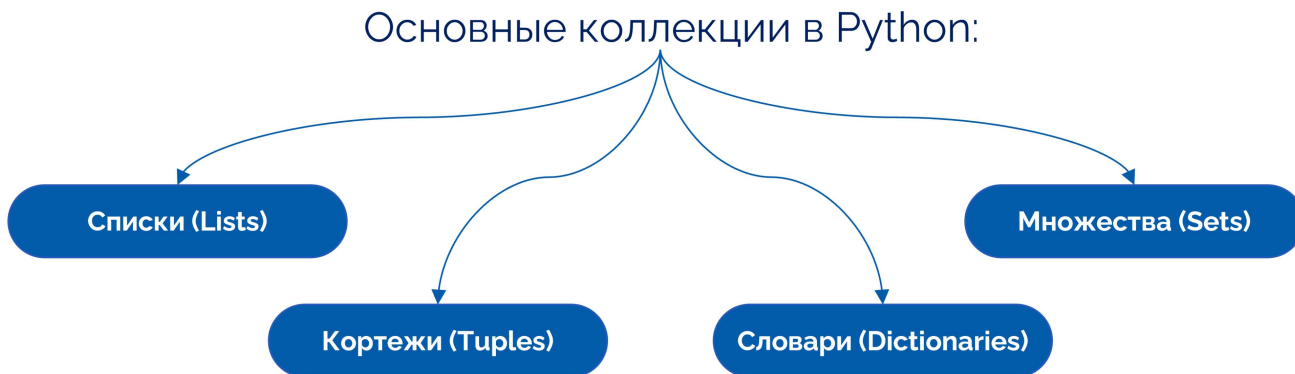 Основные коллекции в Python:
Списки (Lists)
Множества (Sets)
Кортежи (Tuples)
Словари (Dictionaries)